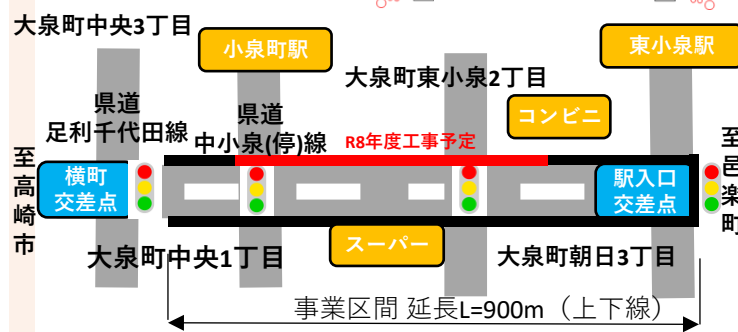 大泉町中央3丁目
小泉町駅
東小泉駅
大泉町東小泉2丁目
県道
足利千代田線
県道
中小泉(停)線
コンビニ
R8年度工事予定
至高崎市
横町
交差点
駅入口
交差点
至邑楽町
大泉町中央1丁目
スーパー
大泉町朝日3丁目
事業区間 延長L=900m（上下線）